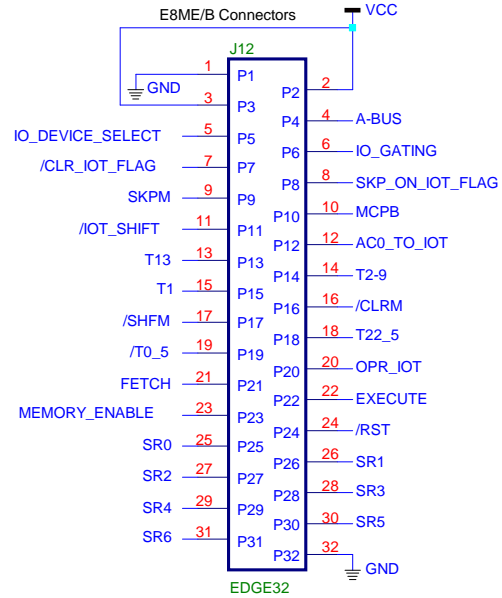 E8ME/B Connectors
VCC
J12
1 P1
GND
P2 2
3 P3
P4 4 A-BUS
IO_DEVICE_SELECT 5 P5
P6 6 IO_GATING
/CLR_IOT_FLAG 7 P7
P8 8 SKP_ON_IOT_FLAG
SKPM 9 P9
P10 10 MCPB
/IOT_SHIFT 11 P11
P12 12 AC0_TO_IOT
T13 13 P13
P14 14 T2-9
T1 15 P15
P16 16 /CLRM
/SHFM 17 P17
P18 18 T22_5
/T0_5 19 P19
P20 20 OPR_IOT
FETCH 21 P21
P22 22 EXECUTE
MEMORY_ENABLE 23 P23
P24 24 /RST
SR0 25 P25
P26 26 SR1
SR2 27 P27
P28 28 SR3
SR4 29 P29
P30 30 SR5
SR6 31 P31
P32 32
GND
EDGE32